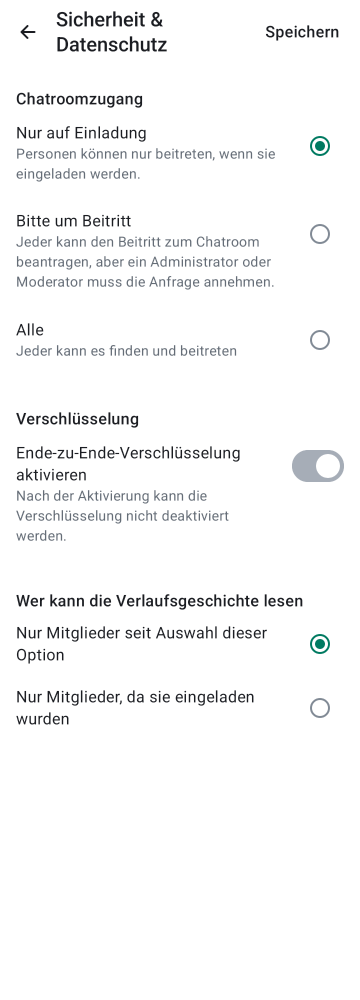 Sicherheit &
Datenschutz
Speichern
Chatroomzugang
Nur auf Einladung
Personen können nur beitreten, wenn sie
eingeladen werden.
Bitte um Beitritt
Jeder kann den Beitritt zum Chatroom
beantragen, aber ein Administrator oder
Moderator muss die Anfrage annehmen.
Alle
Jeder kann es finden und beitreten
Verschlüsselung
Ende-zu-Ende-Verschlüsselung
aktivieren
Nach der Aktivierung kann die
Verschlüsselung nicht deaktiviert
werden.
Wer kann die Verlaufsgeschichte lesen
Nur Mitglieder seit Auswahl dieser
Option
Nur Mitglieder, da sie eingeladen
wurden